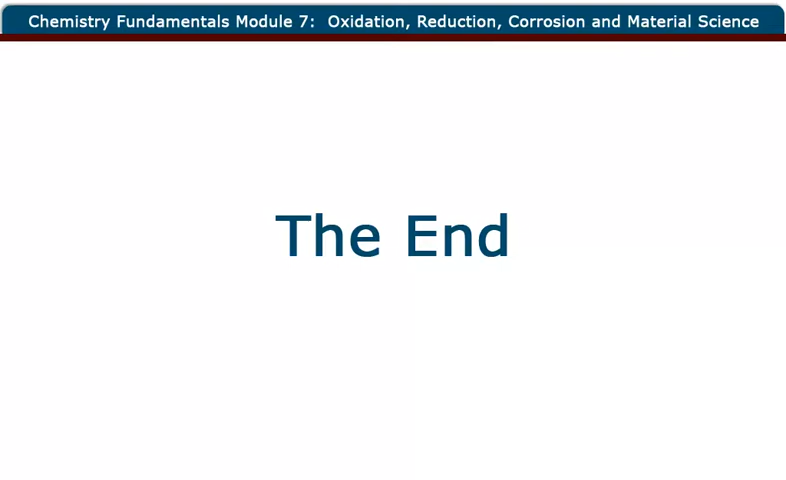 Chemistry Fundamentals Module 7: Oxidation, Reduction, Corrosion and Material Science
The End